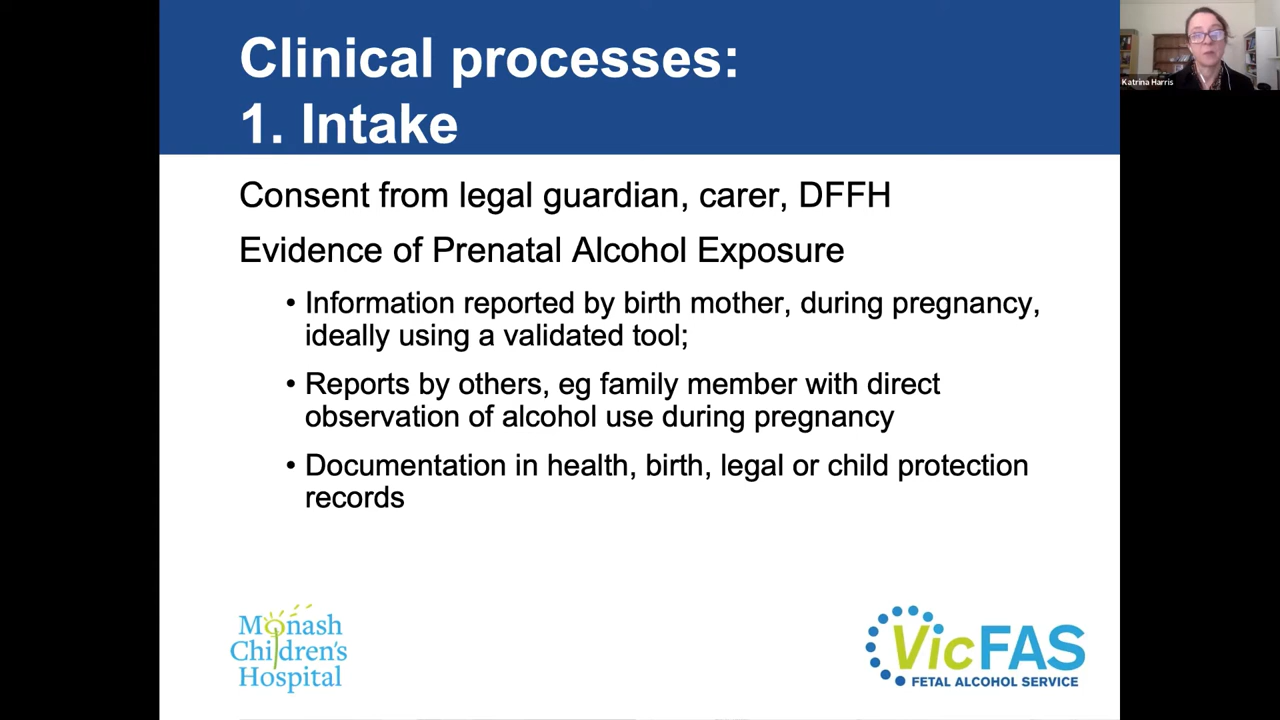 Clinical processes:
1. Intake
Katrina Harris
Consent from legal guardian, carer, DFFH
Evidence of Prenatal Alcohol Exposure
• Information reported by birth mother, during pregnancy,
ideally using a validated tool;
• Reports by others, eg family member with direct
observation of alcohol use during pregnancy
• Documentation in health, birth, legal or child protection
records
Monash
Children's
Hospital
VicFAS
FETAL ALCOHOL SERVICE